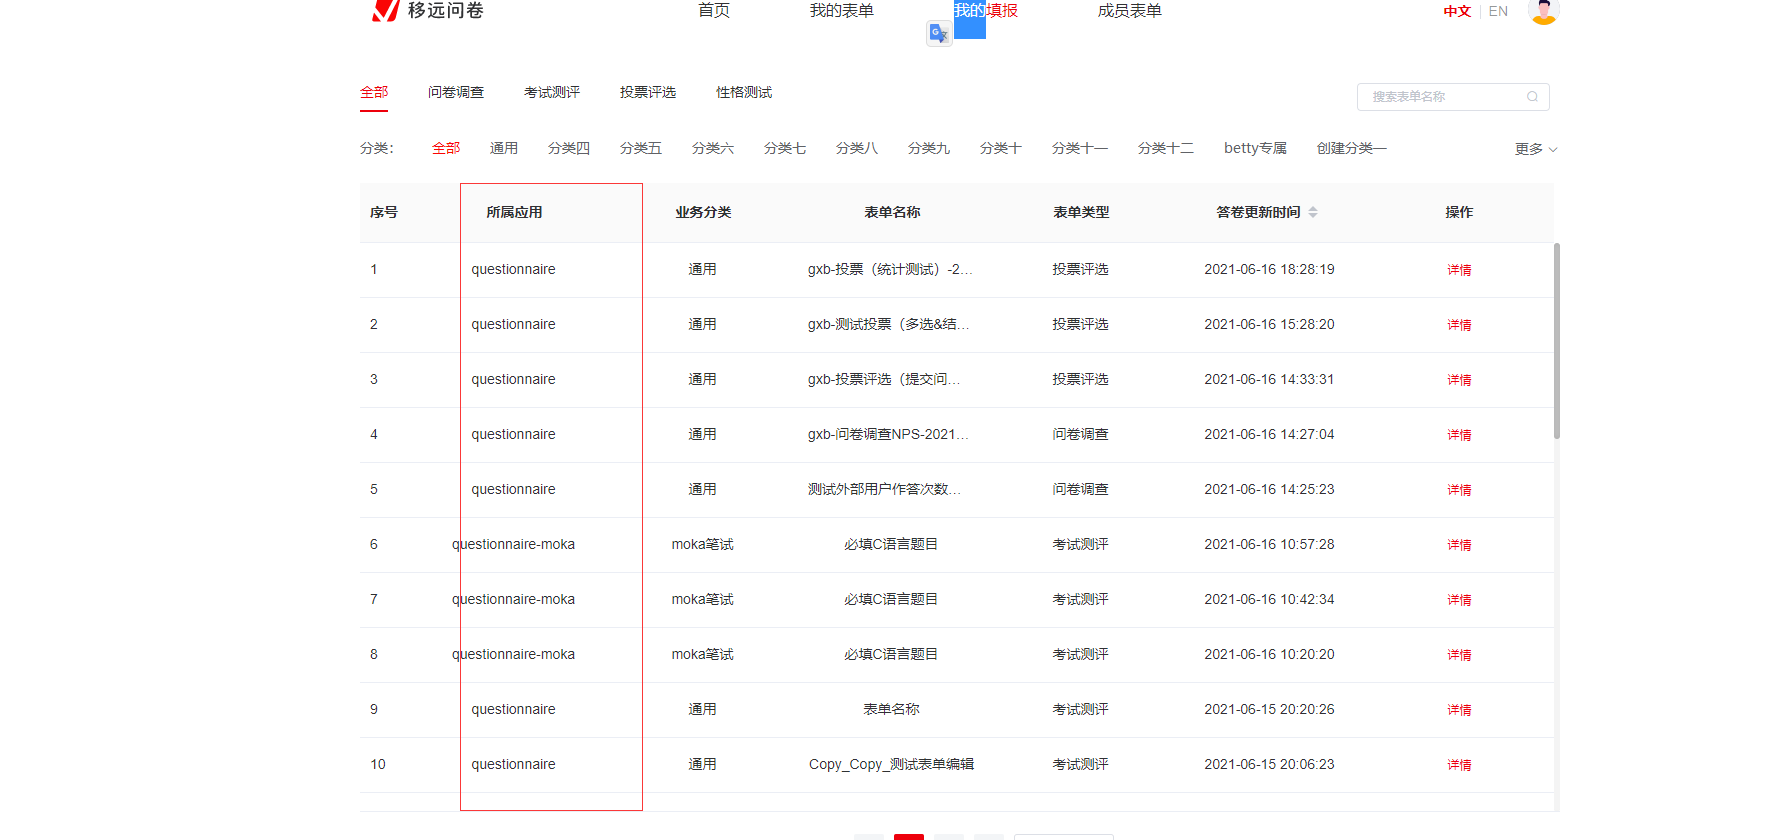 移远问卷 首页 我的表单 我的填报 成员表单 中文 | EN
全部 问卷调查 考试测评 投票评选 性格测试 搜索表单名称
分类： 全部 通用 分类四 分类五 分类六 分类七 分类八 分类九 分类十 分类十一 分类十二 betty专属 创建分类一 更多
序号 所属应用 业务分类 表单名称 表单类型 答卷更新时间 操作
1 questionnaire 通用 gxb-投票（统计测试）-2... 投票评选 2021-06-16 18:28:19 详情
2 questionnaire 通用 gxb-测试投票（多选&结... 投票评选 2021-06-16 15:28:20 详情
3 questionnaire 通用 gxb-投票评选（提交问... 投票评选 2021-06-16 14:33:31 详情
4 questionnaire 通用 gxb-问卷调查NPS-2021... 问卷调查 2021-06-16 14:27:04 详情
5 questionnaire 通用 测试外部用户作答次数... 问卷调查 2021-06-16 14:25:23 详情
6 questionnaire-moka moka笔试 必填C语言题目 考试测评 2021-06-16 10:57:28 详情
7 questionnaire-moka moka笔试 必填C语言题目 考试测评 2021-06-16 10:42:34 详情
8 questionnaire-moka moka笔试 必填C语言题目 考试测评 2021-06-16 10:20:20 详情
9 questionnaire 通用 表单名称 考试测评 2021-06-15 20:20:26 详情
10 questionnaire 通用 Copy_Copy_测试表单编辑 考试测评 2021-06-15 20:06:23 详情